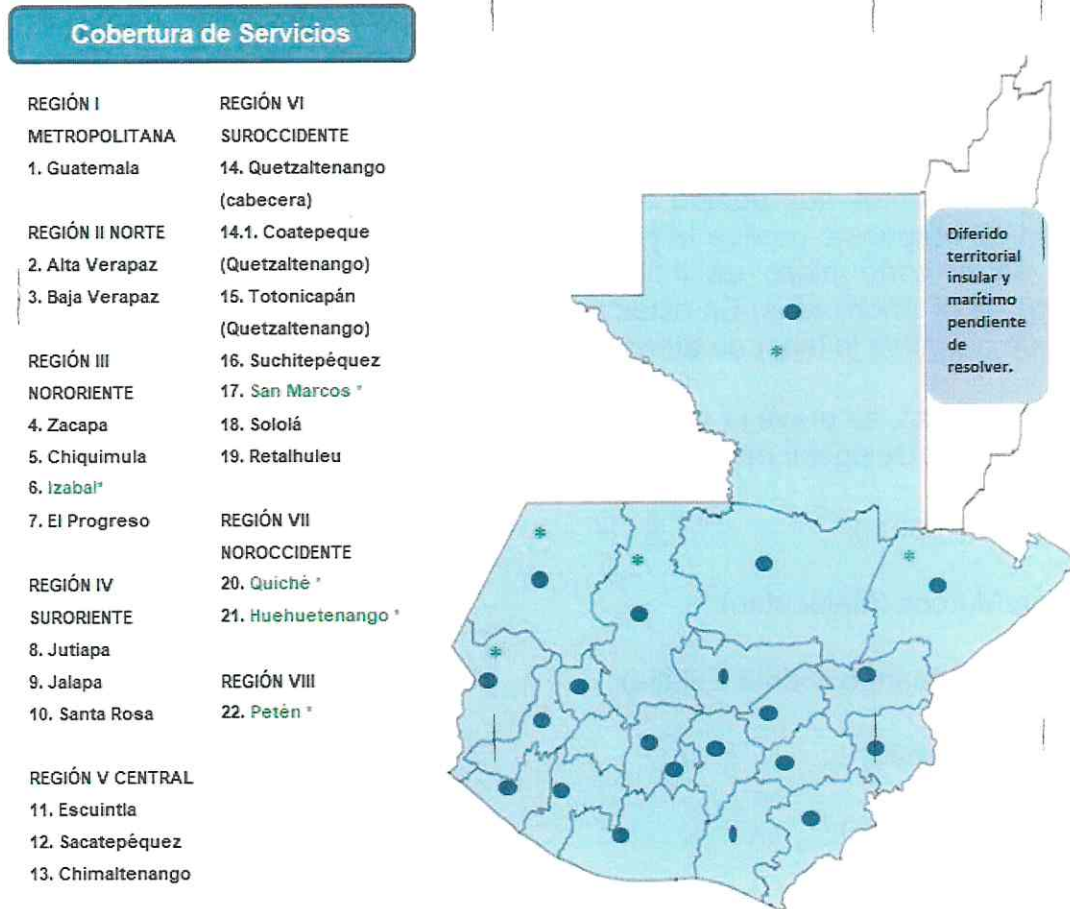 Cobertura de Servicios
REGIÓN I
METROPOLITANA
1. Guatemala
REGIÓN II NORTE
2. Alta Verapaz
3. Baja Verapaz
REGIÓN III
NORORIENTE
4. Zacapa
5. Chiquimula
6. Izabal*
7. El Progreso
REGIÓN IV
SURORIENTE
8. Jutiapa
9. Jalapa
10. Santa Rosa
REGIÓN V CENTRAL
11. Escuintla
12. Sacatepéquez
13. Chimaltenango
REGIÓN VI
SUROCCIDENTE
14. Quetzaltenango
(cabecera)
14.1. Coatepeque
(Quetzaltenango)
15. Totonicapán
(Quetzaltenango)
16. Suchitepéquez
17. San Marcos *
18. Sololá
19. Retalhuleu
REGIÓN VII
NOROCCIDENTE
20. Quiché *
21. Huehuetenango *
REGIÓN VIII
22. Petén *
Diferido
territorial
insular y
marítimo
pendiente
de
resolver.